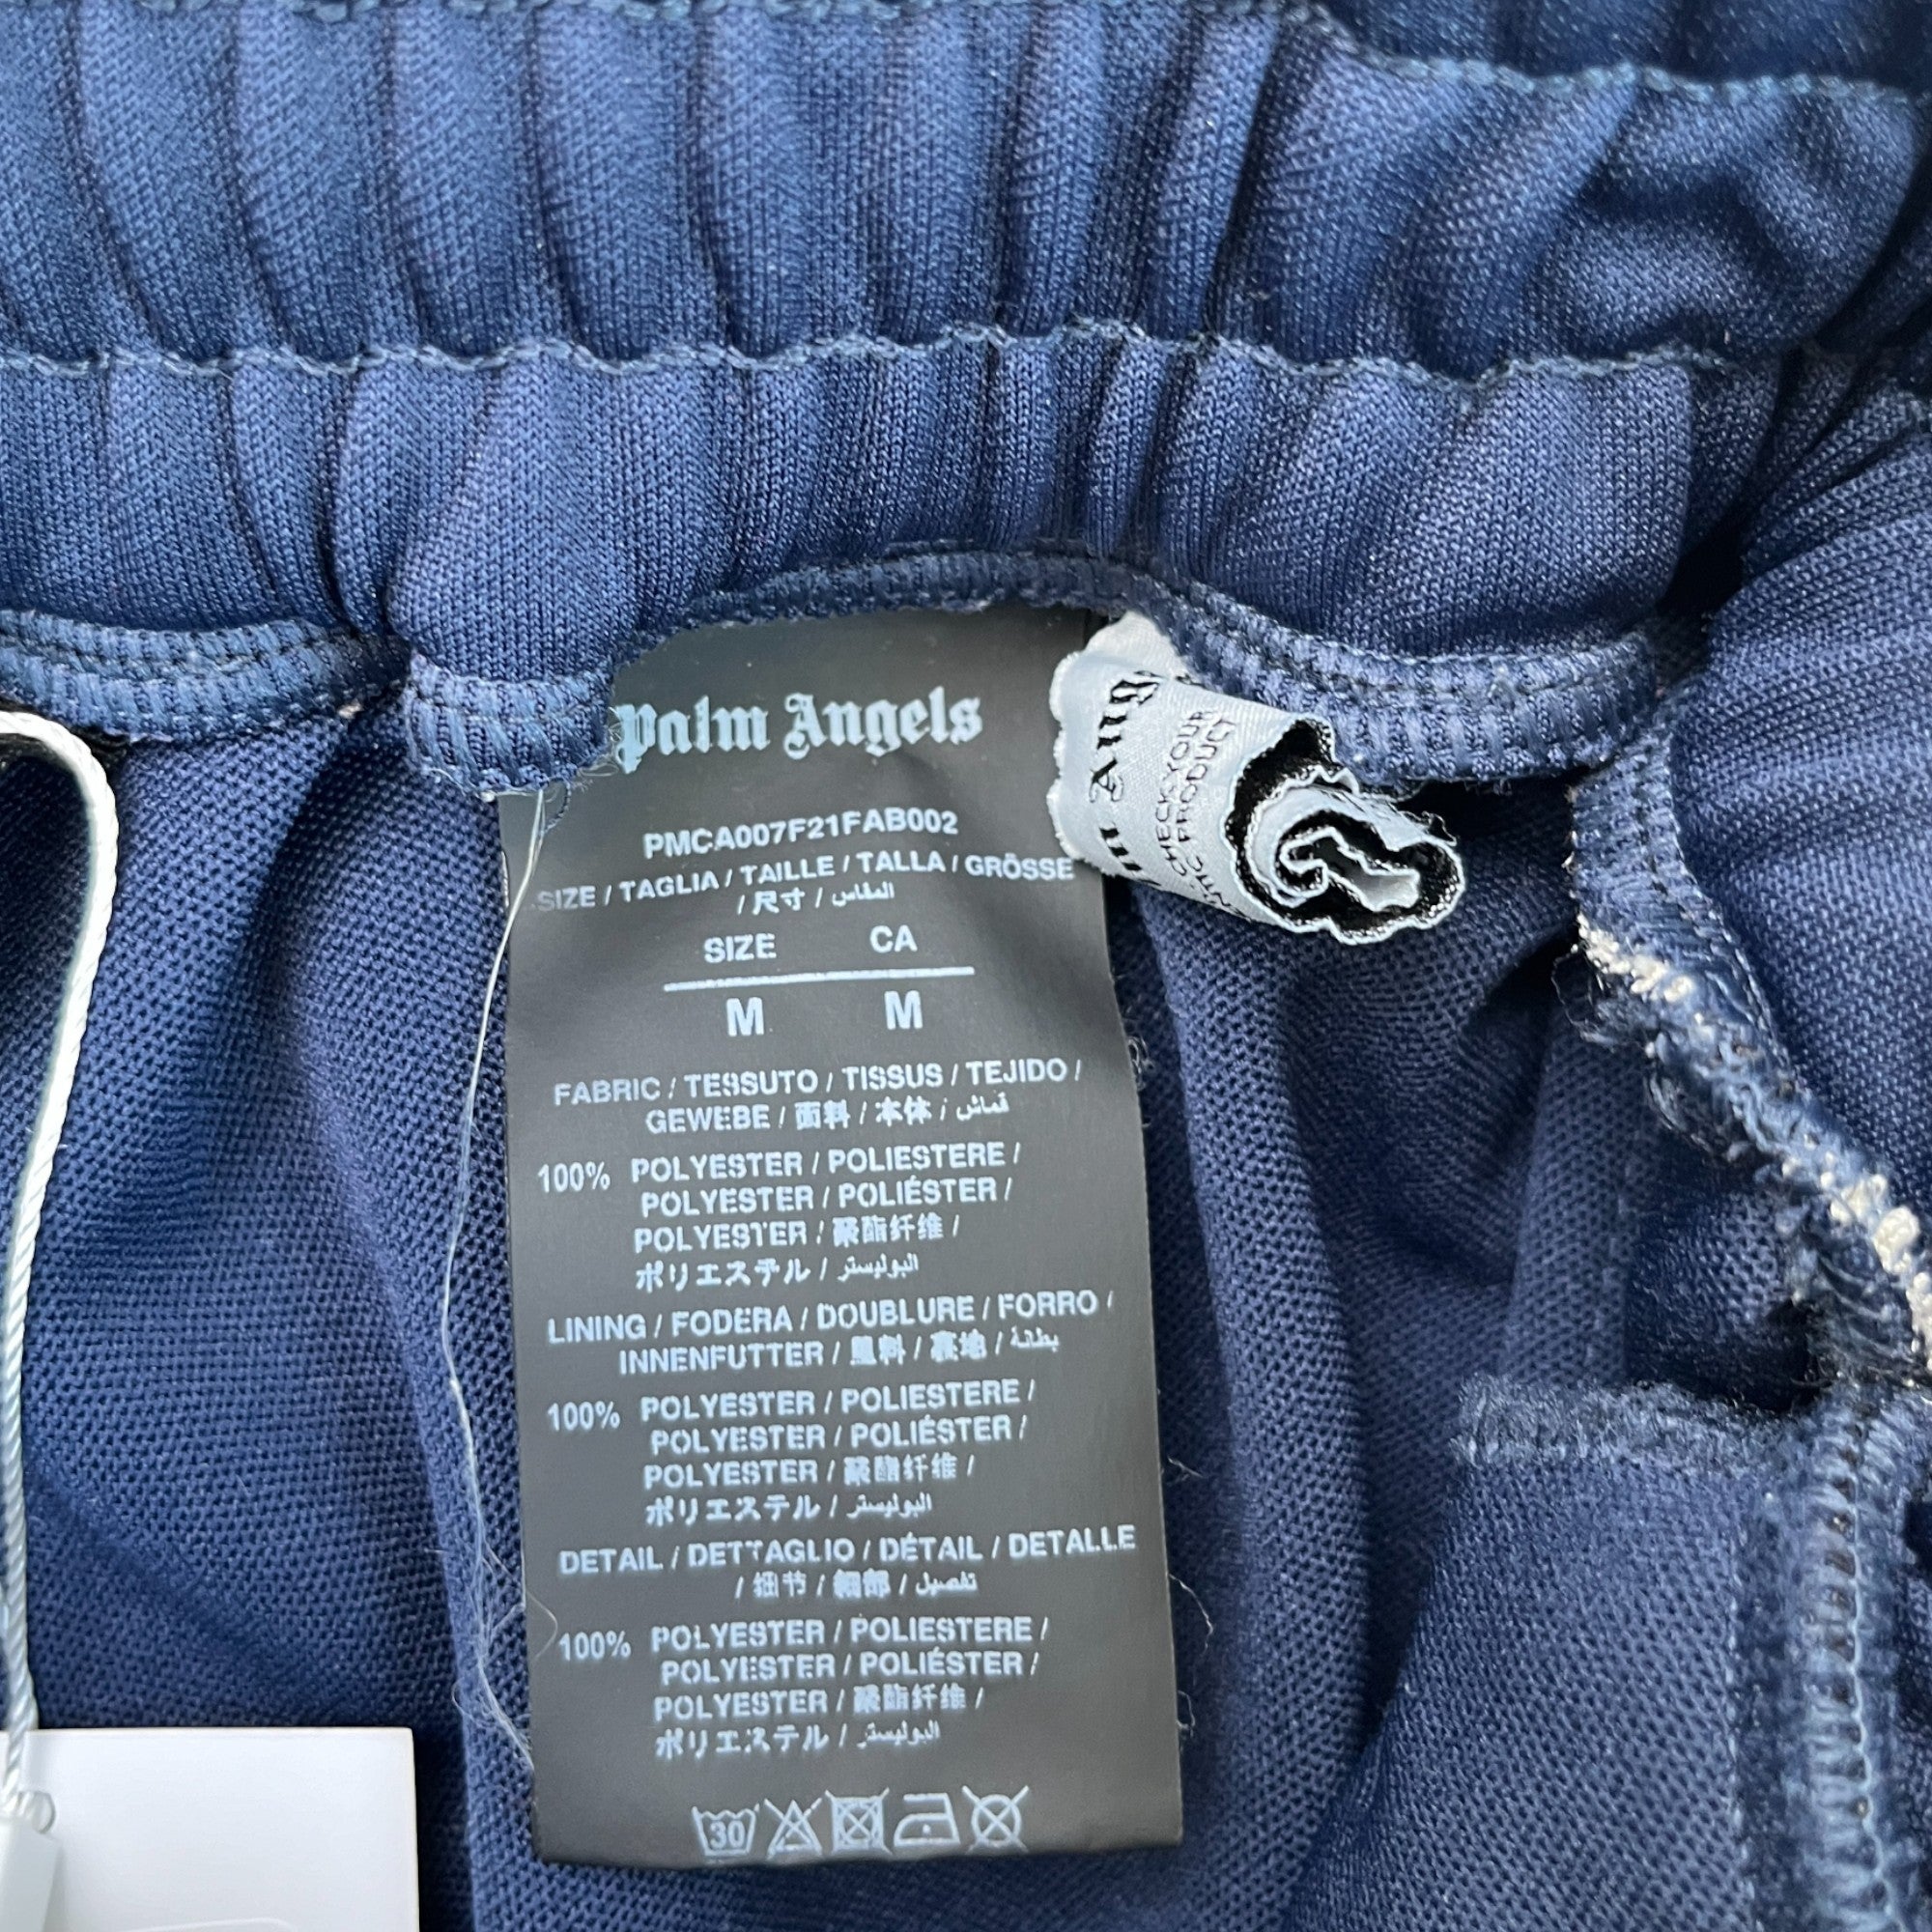 Palm Angels
PMCA007F21FAB002
SIZE / TAGLIA / TAILLE / TALLA / GRÖSSE
/ 尺寸 / المقاس
SIZE CA
M M
FABRIC / TESSUTO / TISSUS / TEJIDO /
GEWEBE / 面料 / 本体 / قماش
100% POLYESTER / POLIESTERE /
POLYESTER / POLIÉSTER /
POLYESTER / 聚酯纤维 /
ポリエステル / البوليستر
LINING / FODERA / DOUBLURE / FORRO /
INNENFUTTER / 里料 / 裏地 / بطانة
100% POLYESTER / POLIESTERE /
POLYESTER / POLIÉSTER /
POLYESTER / 聚酯纤维 /
ポリエステル / البوليستر
DETAIL / DETTAGLIO / DÉTAIL / DETALLE
/ 细节 / 細部 / تفصيل
100% POLYESTER / POLIESTERE /
POLYESTER / POLIÉSTER /
POLYESTER / 聚酯纤维 /
ポリエステル / البوليستر
30
CHECK YOUR
PRODUCT